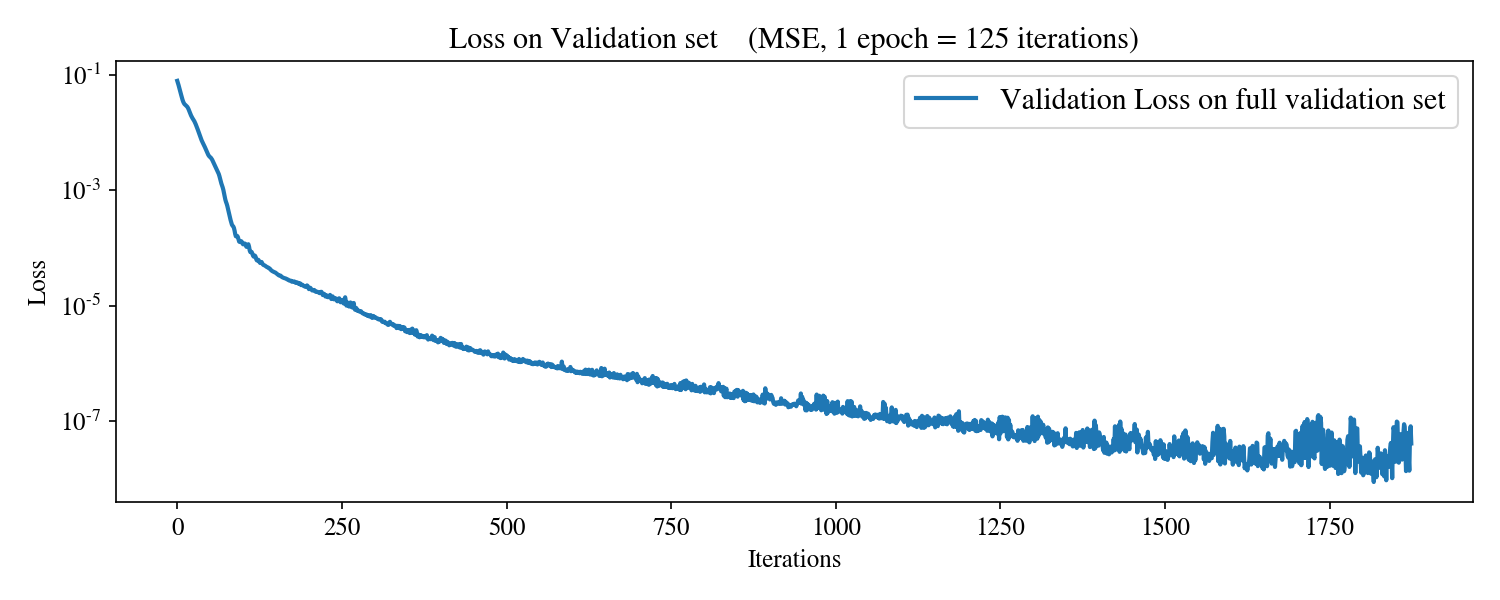 Loss on Validation set (MSE, 1 epoch = 125 iterations)
Validation Loss on full validation set
Loss
10^-1
10^-3
10^-5
10^-7
0 250 500 750 1000 1250 1500 1750
Iterations